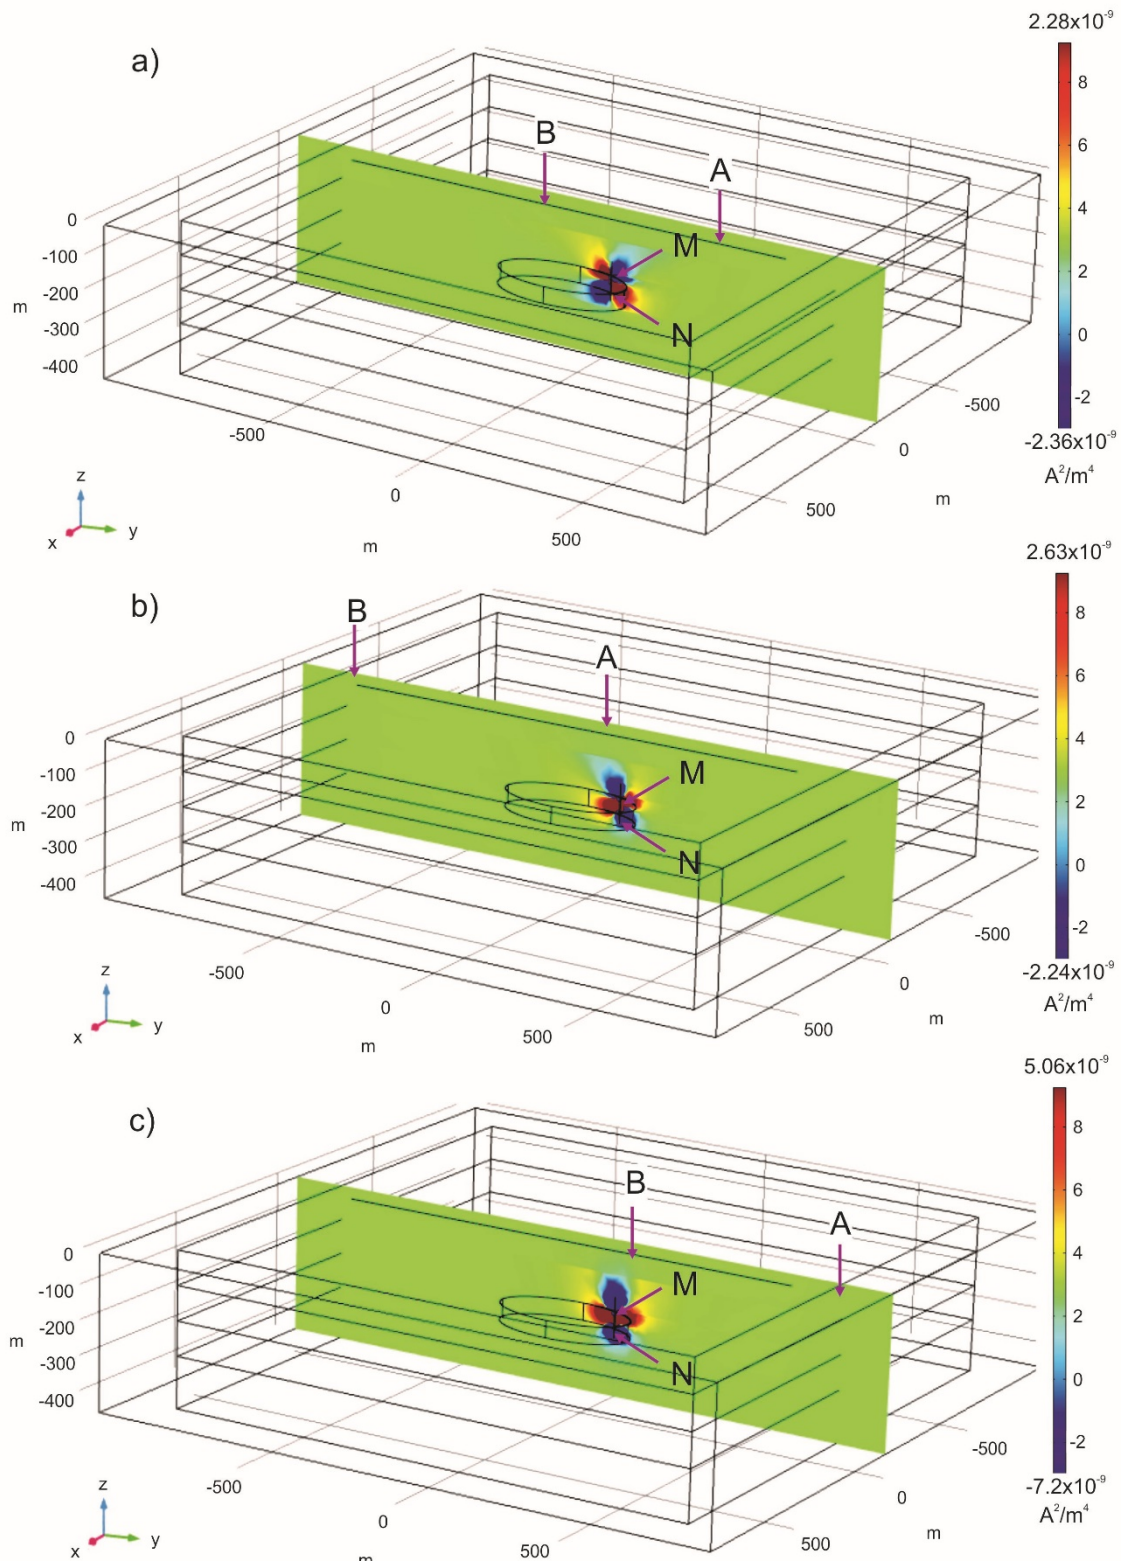 2.28x10⁻⁹
a)
8
B
A
6
M
4
0
-100
-200
m
-300
-400
N
2
0
-2
-500
-2.36x10⁻⁹
A²/m⁴
-500
0
z
0
500
m
x
y
m
500
2.63x10⁻⁹
b)
B
8
A
6
0
-100
M
4
m
-200
-300
-400
N
2
0
-2
-500
-500
0
-2.24x10⁻⁹
A²/m⁴
z
0
500
m
x
y
m
500
5.06x10⁻⁹
c)
8
B
A
6
0
-100
M
4
-200
m
-300
-400
N
2
0
-2
-500
-500
0
-7.2x10⁻⁹
A²/m⁴
z
0
500
m
x
y
m